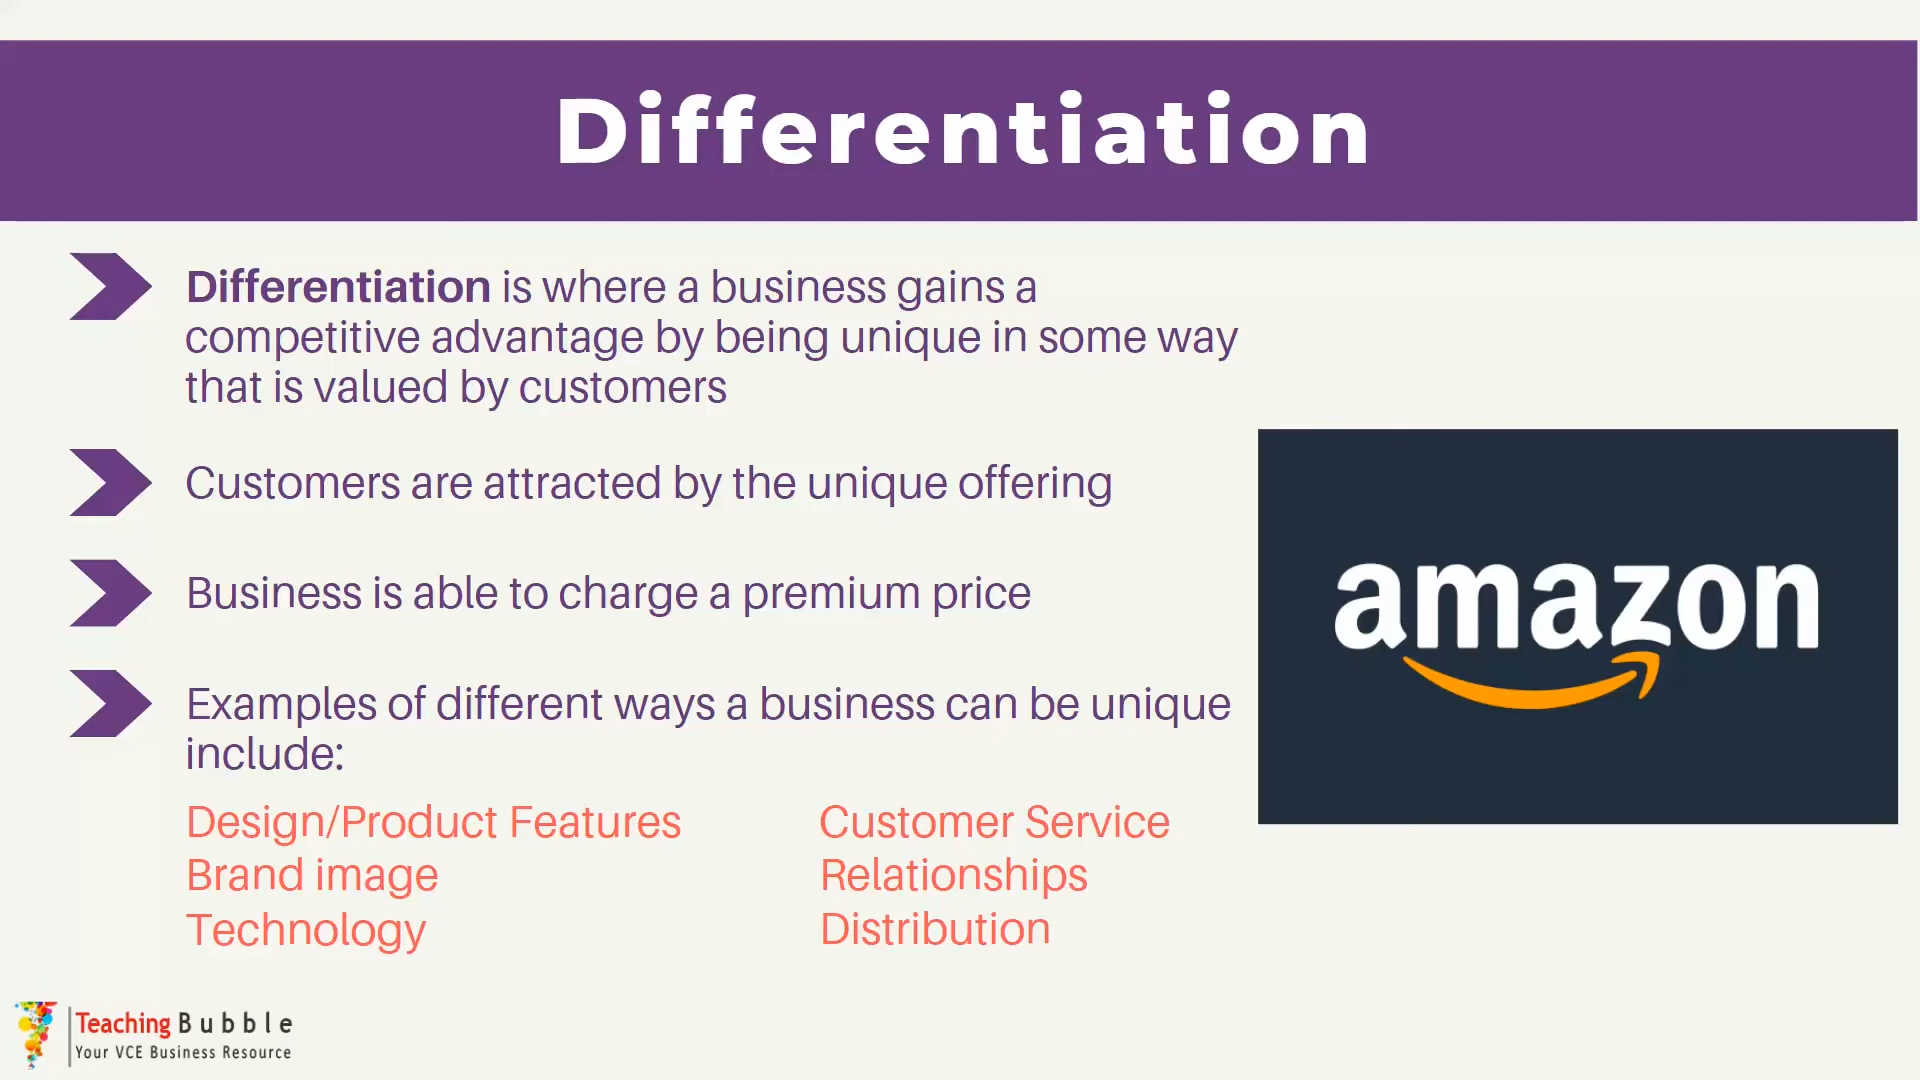 Differentiation
Differentiation is where a business gains a
competitive advantage by being unique in some way
that is valued by customers
Customers are attracted by the unique offering
Business is able to charge a premium price
Examples of different ways a business can be unique
include:
Design/Product Features
Brand image
Technology
Customer Service
Relationships
Distribution
amazon
Teaching Bubble
Your VCE Business Resource